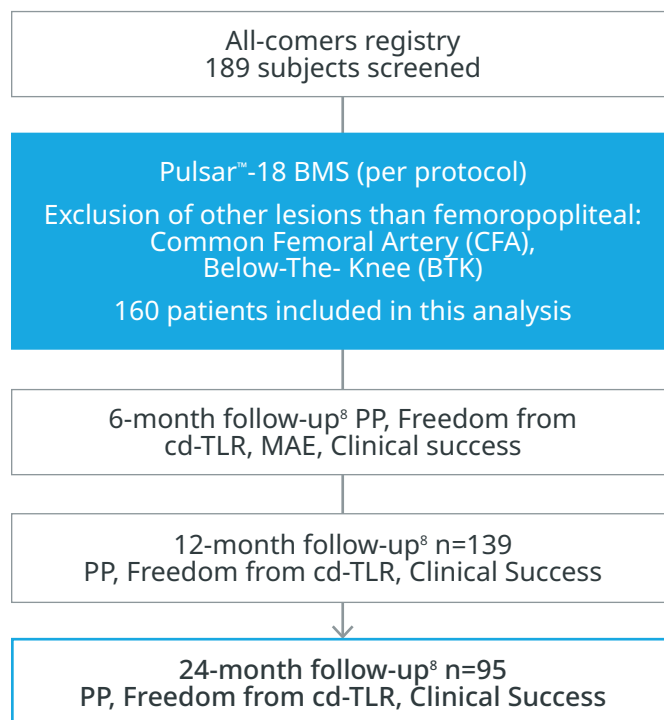 All-comers registry
189 subjects screened
Pulsar™-18 BMS (per protocol)
Exclusion of other lesions than femoropopliteal:
Common Femoral Artery (CFA),
Below-The- Knee (BTK)
160 patients included in this analysis
6-month follow-up⁸ PP, Freedom from
cd-TLR, MAE, Clinical success
12-month follow-up⁸ n=139
PP, Freedom from cd-TLR, Clinical Success
24-month follow-up⁸ n=95
PP, Freedom from cd-TLR, Clinical Success